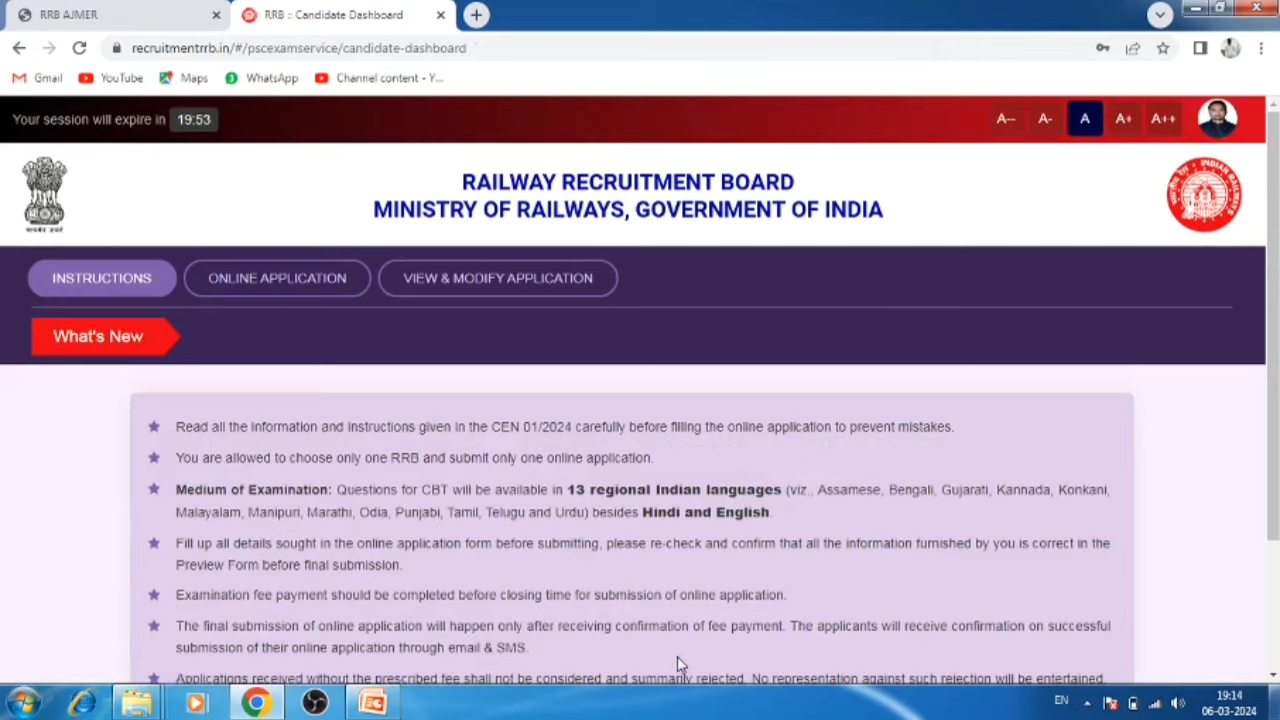 RRB AJMER
RRB :: Candidate Dashboard
recruitmentrrb.in/#/pscexamservice/candidate-dashboard
Gmail YouTube Maps WhatsApp Channel content - Y...
Your session will expire in 19:53
A-- A- A A+ A++
RAILWAY RECRUITMENT BOARD
MINISTRY OF RAILWAYS, GOVERNMENT OF INDIA
INDIAN RAILWAYS
INSTRUCTIONS ONLINE APPLICATION VIEW & MODIFY APPLICATION
What's New
Read all the information and instructions given in the CEN 01/2024 carefully before filling the online application to prevent mistakes.
You are allowed to choose only one RRB and submit only one online application.
Medium of Examination: Questions for CBT will be available in 13 regional Indian languages (viz., Assamese, Bengali, Gujarati, Kannada, Konkani,
Malayalam, Manipuri, Marathi, Odia, Punjabi, Tamil, Telugu and Urdu) besides Hindi and English.
Fill up all details sought in the online application form before submitting, please re-check and confirm that all the information furnished by you is correct in the
Preview Form before final submission.
Examination fee payment should be completed before closing time for submission of online application.
The final submission of online application will happen only after receiving confirmation of fee payment. The applicants will receive confirmation on successful
submission of their online application through email & SMS.
Applications received without the prescribed fee shall not be considered and summarily rejected. No representation against such rejection will be entertained.
EN
19:14
06-03-2024